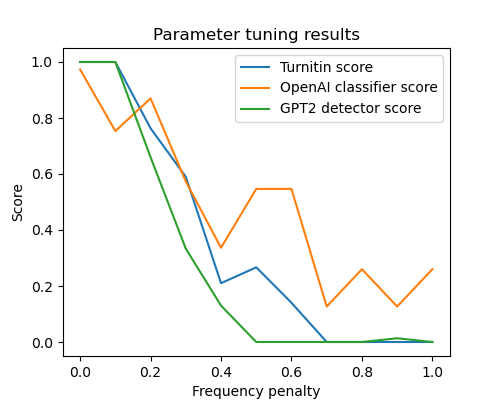 Parameter tuning results
Turnitin score
OpenAI classifier score
GPT2 detector score
1.0
0.8
0.6
0.4
0.2
0.0
Score
0.0 0.2 0.4 0.6 0.8 1.0
Frequency penalty